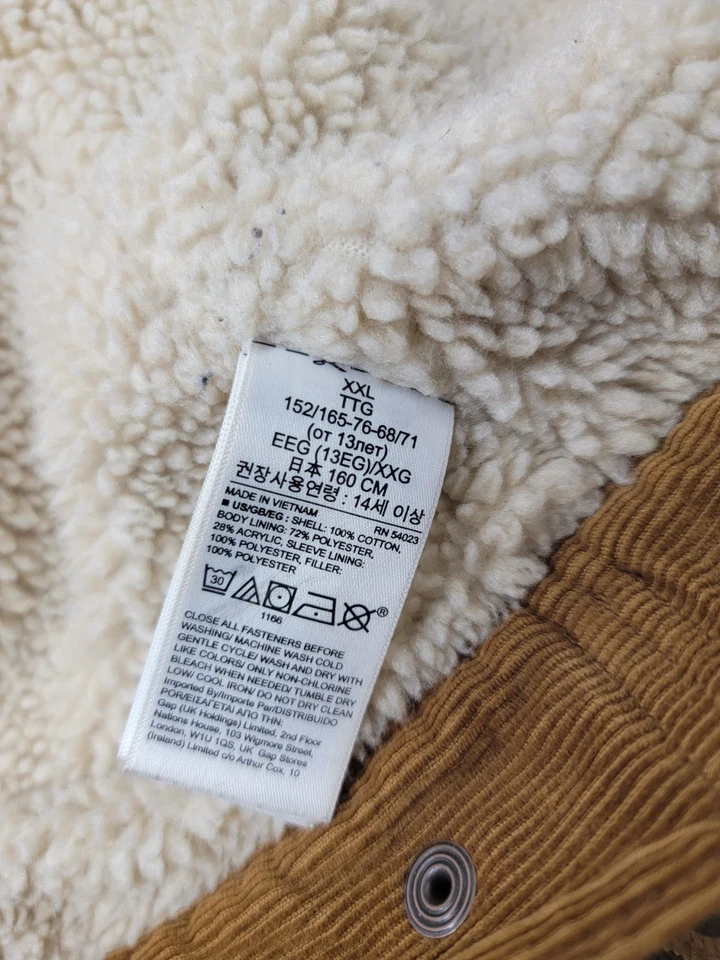 XXL
TTG
152/165-76-68/71
(от 13лет)
EEG (13EG)/XXG
日本 160 CM
권장사용연령 : 14세 이상
MADE IN VIETNAM RN 54023
■ US/GB/EG : SHELL: 100% COTTON,
BODY LINING: 72% POLYESTER,
28% ACRYLIC, SLEEVE LINING:
100% POLYESTER, FILLER:
100% POLYESTER
30
®
1166
CLOSE ALL FASTENERS BEFORE
WASHING/ MACHINE WASH COLD
GENTLE CYCLE/ WASH AND DRY WITH
LIKE COLORS/ ONLY NON-CHLORINE
BLEACH WHEN NEEDED/ TUMBLE DRY
LOW/ COOL IRON/ DO NOT DRY CLEAN
Imported By/Importe Par/DISTRIBUIDO
POR/ΕΙΣΑΓΕΤΑΙ ΑΠΟ ΤΗΝ:
Gap (UK Holdings) Limited, 2nd Floor
Nations House, 103 Wigmore Street,
London, W1U 1QS, UK Gap Stores
(Ireland) Limited c/o Arthur Cox, 10